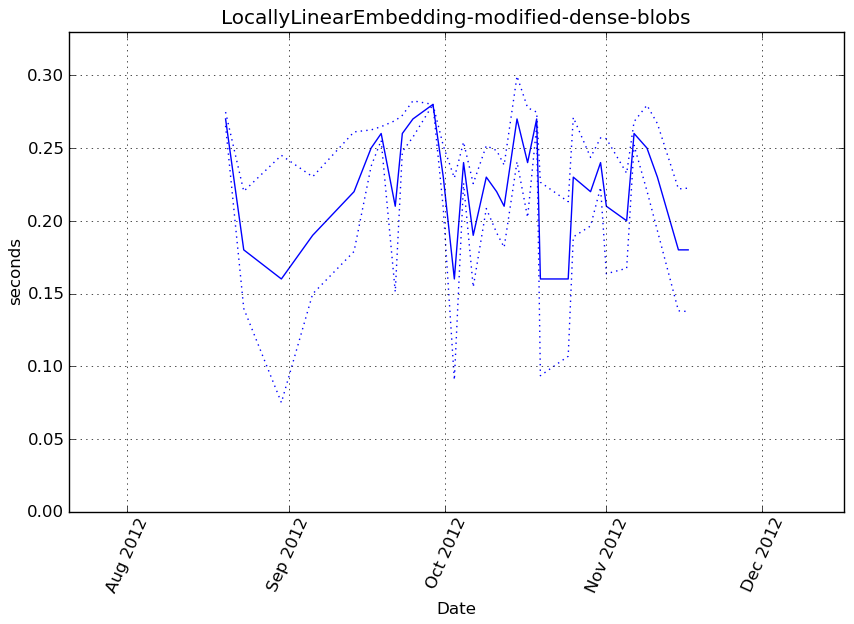 LocallyLinearEmbedding-modified-dense-blobs
0.30
0.25
0.20
0.15
0.10
0.05
0.00
seconds
Aug 2012
Sep 2012
Oct 2012
Nov 2012
Dec 2012
Date